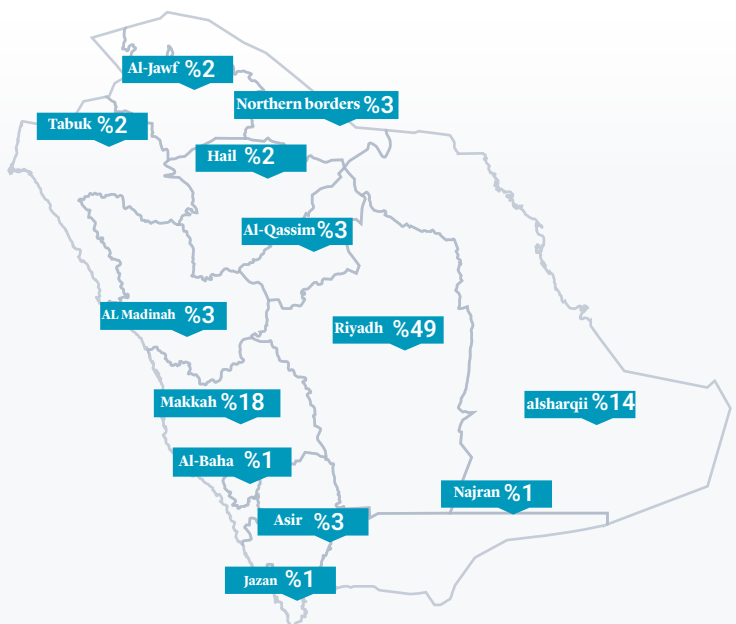 Al-Jawf %2
Northern borders %3
Tabuk %2
Hail %2
Al-Qassim %3
AL Madinah %3
Riyadh %49
Makkah %18
alsharqii %14
Al-Baha %1
Najran %1
Asir %3
Jazan %1